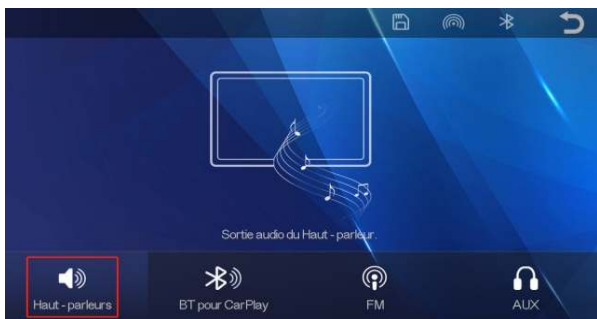 Sortie audio du Haut - parleur.
Haut - parleurs
BT pour CarPlay
FM
AUX